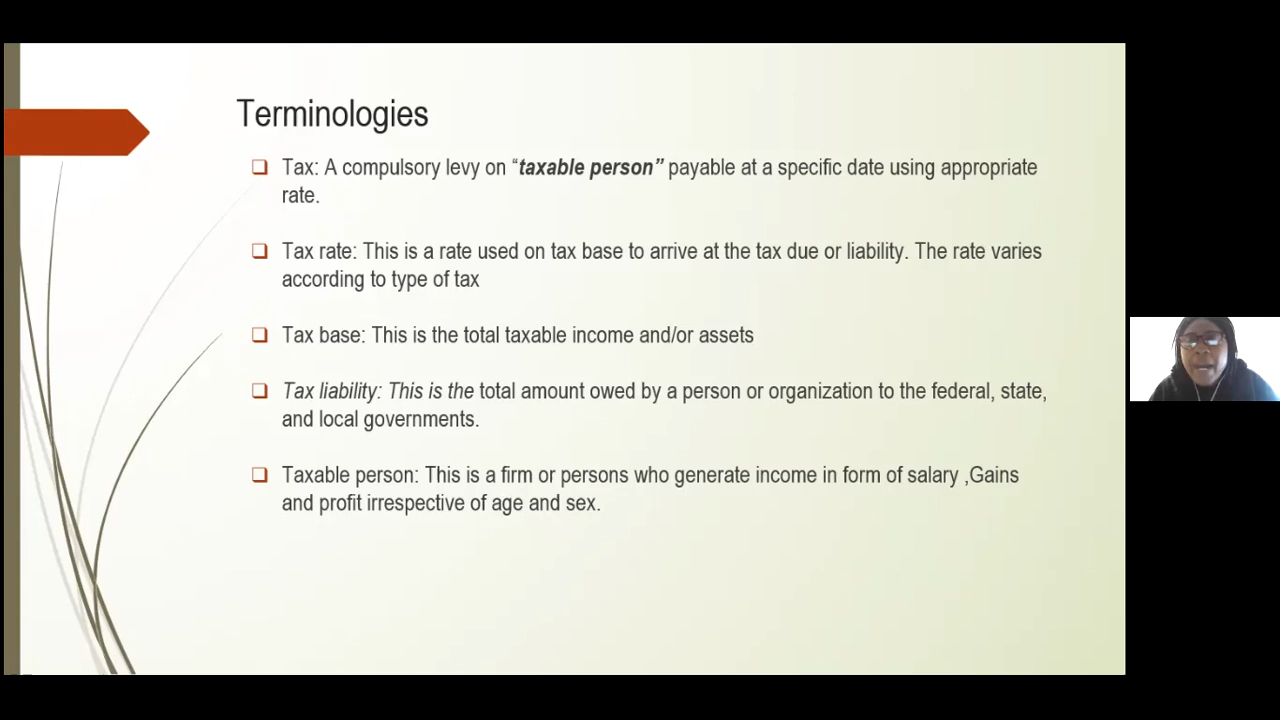 Terminologies
❑ Tax: A compulsory levy on “taxable person” payable at a specific date using appropriate
rate.
❑ Tax rate: This is a rate used on tax base to arrive at the tax due or liability. The rate varies
according to type of tax
❑ Tax base: This is the total taxable income and/or assets
❑ Tax liability: This is the total amount owed by a person or organization to the federal, state,
and local governments.
❑ Taxable person: This is a firm or persons who generate income in form of salary ,Gains
and profit irrespective of age and sex.